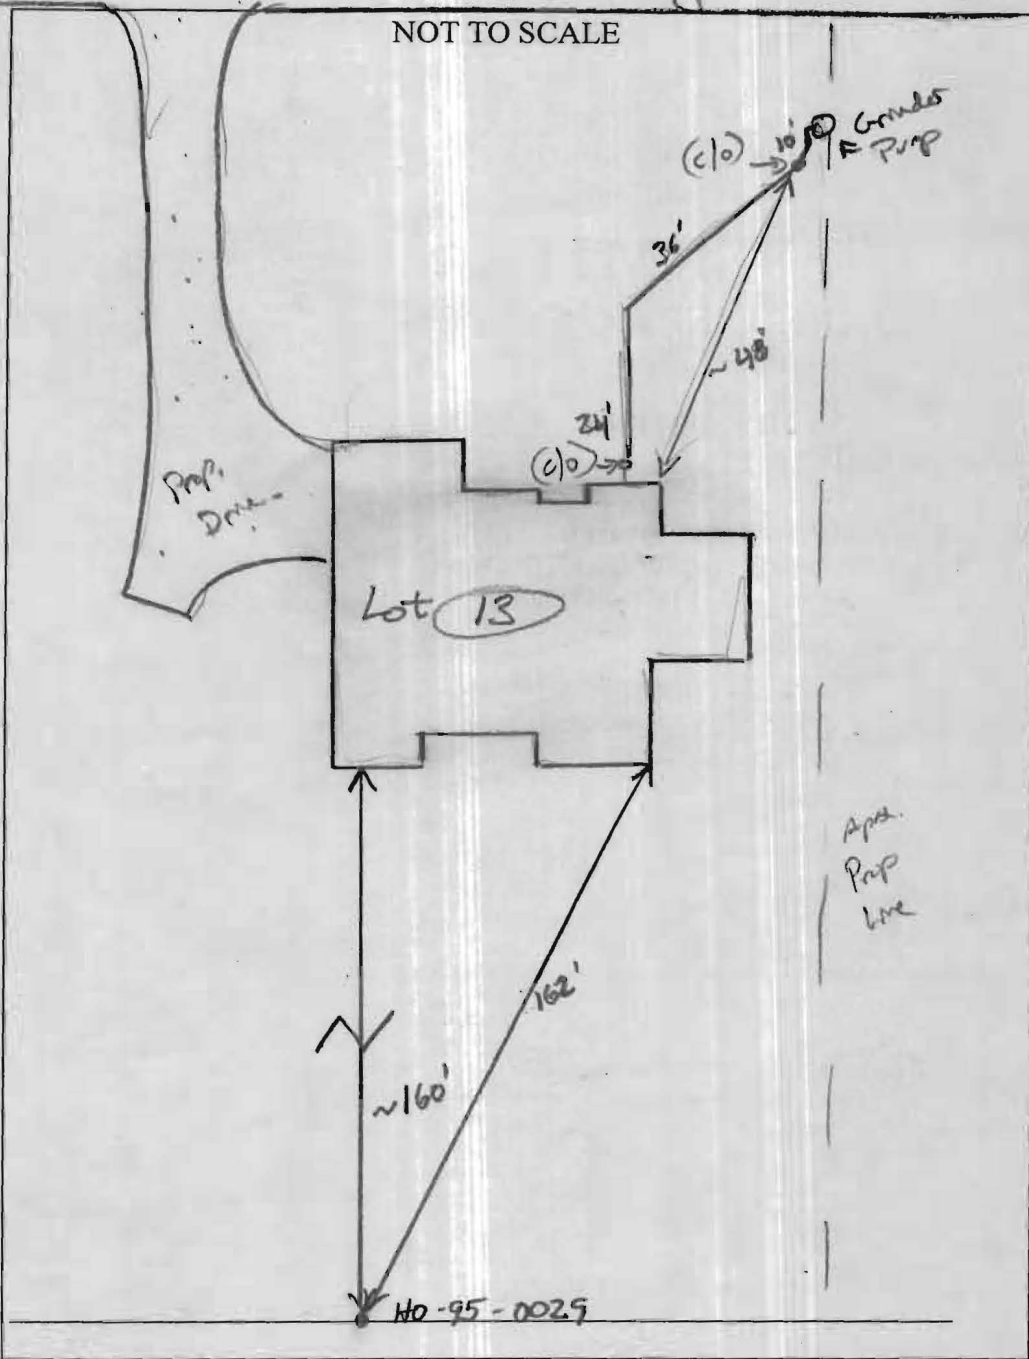 NOT TO SCALE
Grinder
Pump
10'
(c/o)
36'
~48'
24'
(c/o)
Prop.
Drive
Lot 13
Prop
Line
162'
~160'
HO-95-0029